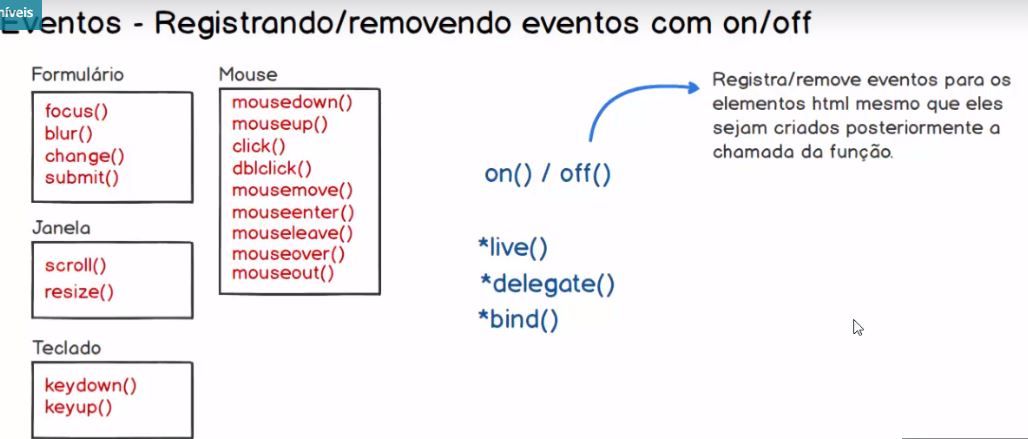 níveis
Eventos - Registrando/removendo eventos com on/off
Formulário
focus()
blur()
change()
submit()
Janela
scroll()
resize()
Teclado
keydown()
keyup()
Mouse
mousedown()
mouseup()
click()
dblclick()
mousemove()
mouseenter()
mouseleave()
mouseover()
mouseout()
on() / off()
*live()
*delegate()
*bind()
Registra/remove eventos para os
elementos html mesmo que eles
sejam criados posteriormente a
chamada da função.